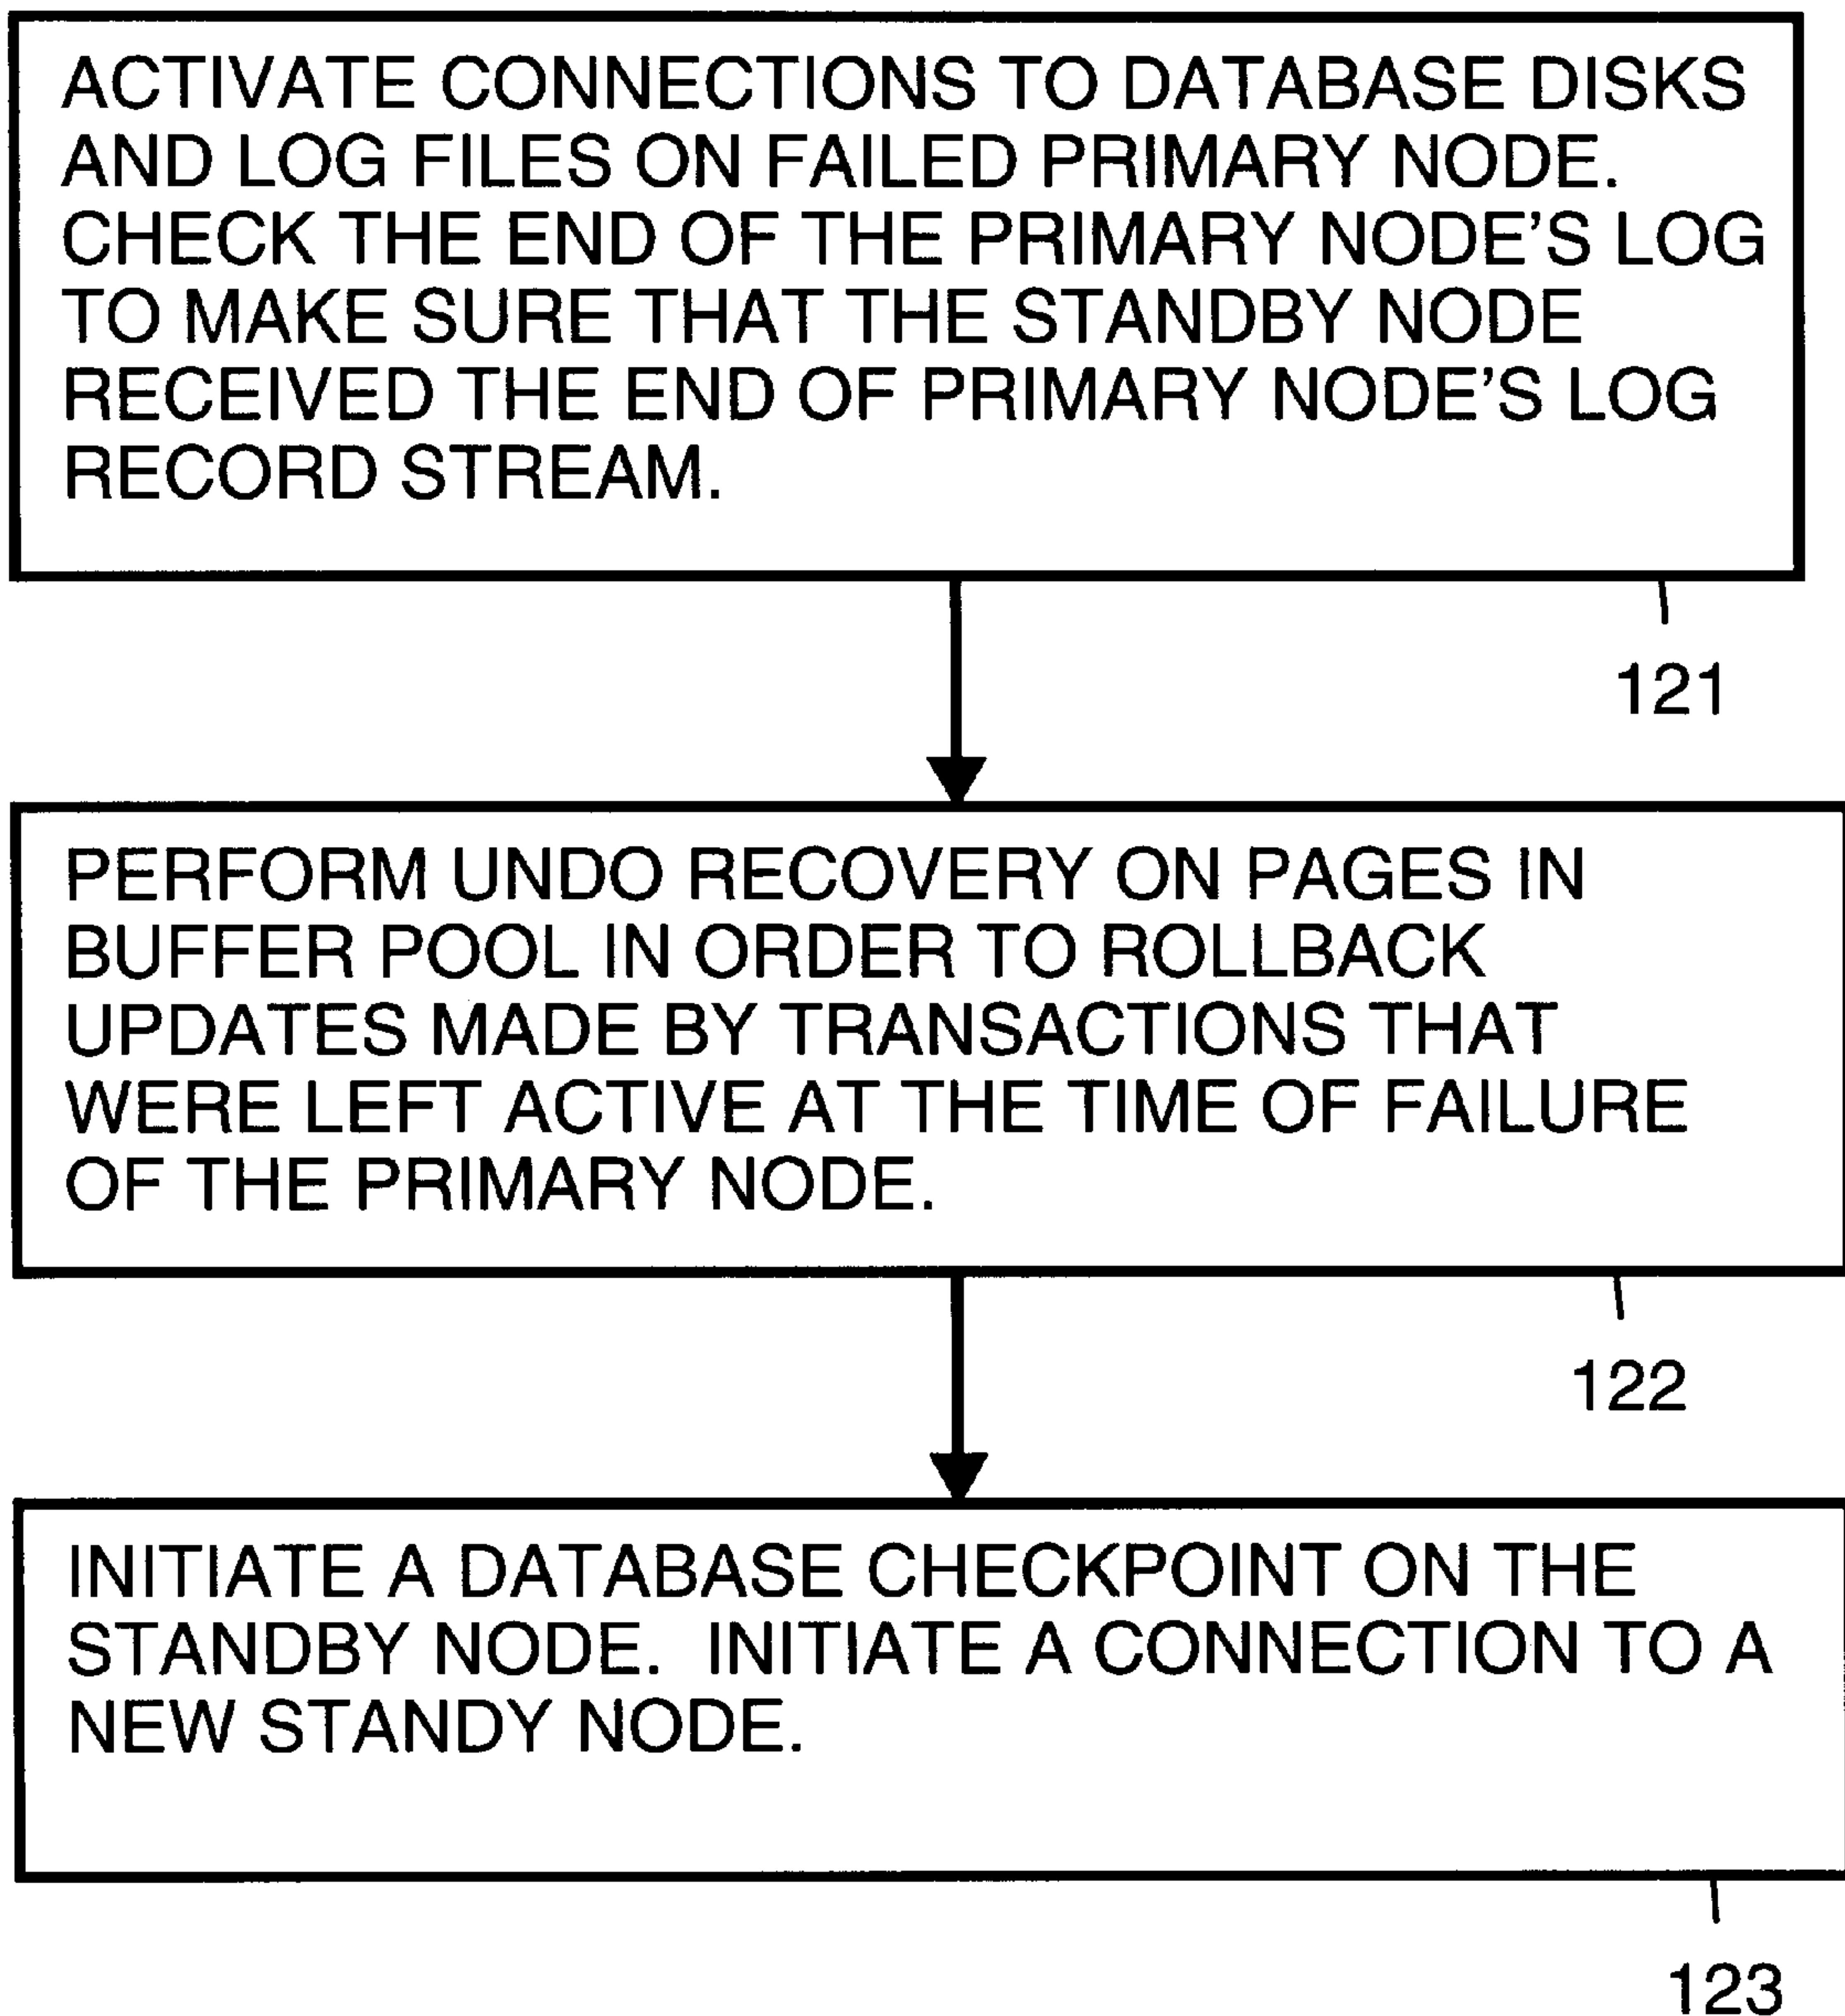 ACTIVATE CONNECTIONS TO DATABASE DISKS
AND LOG FILES ON FAILED PRIMARY NODE.
CHECK THE END OF THE PRIMARY NODE'S LOG
TO MAKE SURE THAT THE STANDBY NODE
RECEIVED THE END OF PRIMARY NODE'S LOG
RECORD STREAM.
121
PERFORM UNDO RECOVERY ON PAGES IN
BUFFER POOL IN ORDER TO ROLLBACK
UPDATES MADE BY TRANSACTIONS THAT
WERE LEFT ACTIVE AT THE TIME OF FAILURE
OF THE PRIMARY NODE.
122
INITIATE A DATABASE CHECKPOINT ON THE
STANDBY NODE. INITIATE A CONNECTION TO A
NEW STANDY NODE.
123